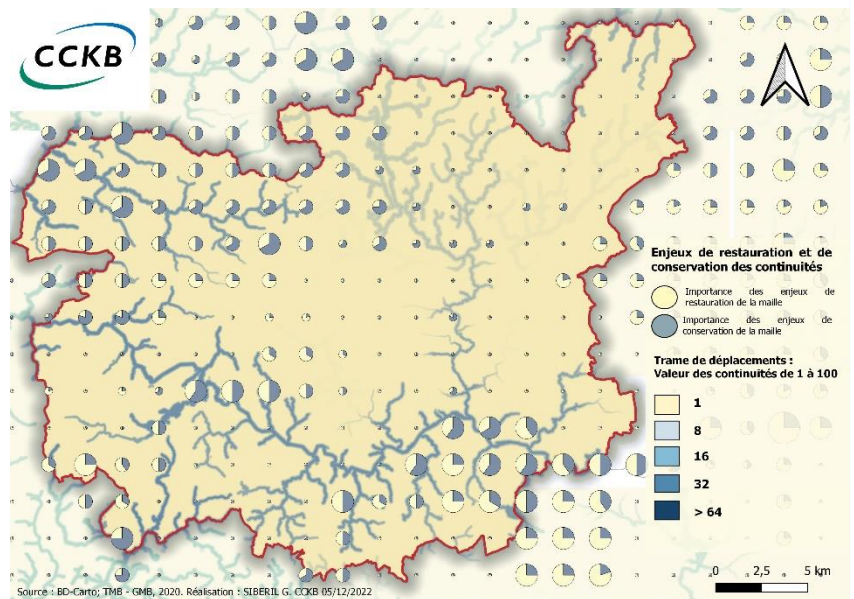 CCKB
Enjeux de restauration et de
conservation des continuités
Importance des enjeux de
restauration de la maille
Importance des enjeux de
conservation de la maille
Trame de déplacements :
Valeur des continuités de 1 à 100
1
8
16
32
> 64
0 2,5 5 km
Source : BD-Carto; TMB - GMB, 2020. Réalisation : SIBERIL G. CCKB 05/12/2022